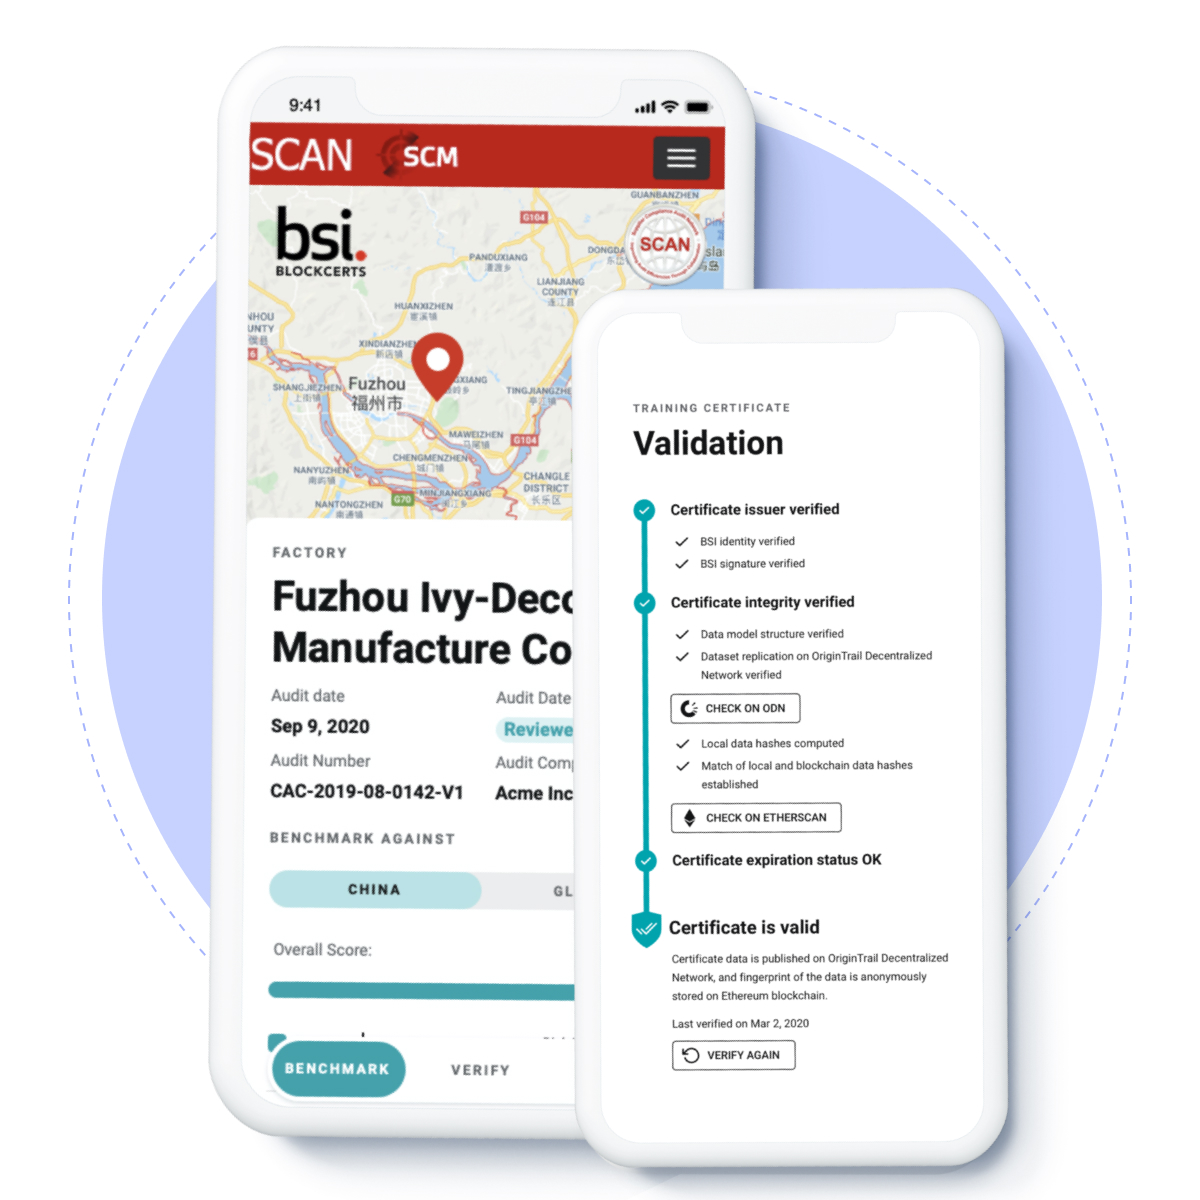 9:41
SCAN
SCM
bsi.
BLOCKCERTS
GUANBANZHEN
G104
SCAN
PANDUXIANG
潘渡乡
DONGDA
LIANJIANG
COUNTY
连江县
HUANXIZHEN
宦溪镇
NHOU
UNTY
XINDIANZHEN
新店镇
GXIANG
SHANGJIEZHEN
上街镇
Fuzhou
福州市
TINGJIANGZHE
亭江镇
MAWEIZHEN
马尾镇
G104
CHENGMENZHEN
城门镇
NANYUZHEN
南屿镇
CHANGLE
DISTRICT
长乐区
G70
MINJIANGXIANG
NANTONGZHEN
南通镇
FACTORY
Fuzhou Ivy-Deco
Manufacture Co
Audit date
Audit Date
Sep 9, 2020
Reviewe
Audit Number
Audit Comp
CAC-2019-08-0142-V1
Acme Inc
BENCHMARK AGAINST
CHINA
GL
Overall Score:
BENCHMARK
VERIFY
TRAINING CERTIFICATE
Validation
Certificate issuer verified
BSI identity verified
BSI signature verified
Certificate integrity verified
Data model structure verified
Dataset replication on OriginTrail Decentralized
Network verified
CHECK ON ODN
Local data hashes computed
Match of local and blockchain data hashes
established
CHECK ON ETHERSCAN
Certificate expiration status OK
Certificate is valid
Certificate data is published on OriginTrail Decentralized
Network, and fingerprint of the data is anonymously
stored on Ethereum blockchain.
Last verified on Mar 2, 2020
VERIFY AGAIN